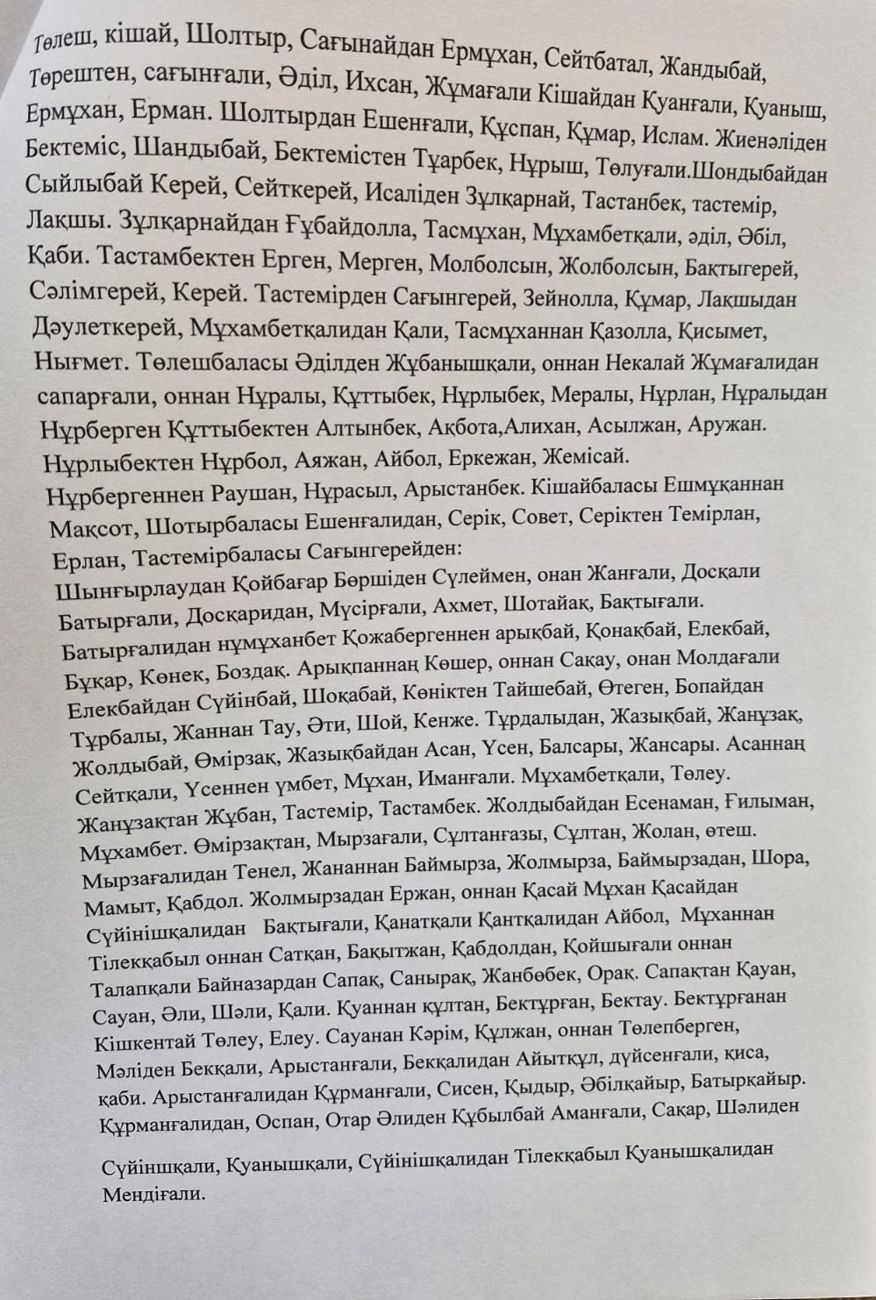 Төлеш, кішай, Шолтыр, Сағынайдан Ермұхан, Сейтбатал, Жандыбай,
Төрештен, сағынғали, Әділ, Ихсан, Жұмағали Кішайдан Қуанғали, Қуаныш,
Ермұхан, Ерман. Шолтырдан Ешенғали, Құспан, Құмар, Ислам. Жиенәліден
Бектеміс, Шандыбай, Бектемістен Тұарбек, Нұрыш, Төлуғали.Шондыбайдан
Сыйлыбай Керей, Сейткерей, Исаліден Зұлқарнай, Тастанбек, тастемір,
Лақшы. Зұлқарнайдан Ғұбайдолла, Тасмұхан, Мұхамбетқали, әділ, Әбіл,
Қаби. Тастамбектен Ерген, Мерген, Молболсын, Жолболсын, Бақтыгерей,
Сәлімгерей, Керей. Тастемірден Сағынгерей, Зейнолла, Құмар, Лақшыдан
Дәулеткерей, Мұхамбетқалидан Қали, Тасмұханнан Қазолла, Қисымет,
Нығмет. Төлешбаласы Әділден Жұбанышқали, оннан Некалай Жұмағалидан
сапарғали, оннан Нұралы, Құттыбек, Нұрлыбек, Мералы, Нұрлан, Нұралыдан
Нұрберген Құттыбектен Алтынбек, Ақбота,Алихан, Асылжан, Аружан.
Нұрлыбектен Нұрбол, Аяжан, Айбол, Еркежан, Жемісай.
Нұрбергеннен Раушан, Нұрасыл, Арыстанбек. Кішайбаласы Ешмұқаннан
Мақсот, Шотырбаласы Ешенғалидан, Серік, Совет, Серіктен Темірлан,
Ерлан, Тастемірбаласы Сағынгерейден:
Шынғырлаудан Қойбағар Бөршіден Сүлеймен, онан Жанғали, Досқали
Батырғали, Досқаридан, Мүсірғали, Ахмет, Шотайақ, Бақтығали.
Батырғалидан нұмұханбет Қожабергеннен арықбай, Қонақбай, Елекбай,
Бұқар, Көнек, Боздақ. Арықпаннаң Көшер, оннан Сақау, онан Молдағали
Елекбайдан Сүйінбай, Шоқабай, Көніктен Тайшебай, Өтеген, Бопайдан
Тұрбалы, Жаннан Тау, Әти, Шой, Кенже. Тұрдалыдан, Жазықбай, Жанұзақ,
Жолдыбай, Өмірзақ, Жазықбайдан Асан, Үсен, Балсары, Жансары. Асаннаң
Сейтқали, Үсеннен үмбет, Мұхан, Иманғали. Мұхамбетқали, Төлеу.
Жанұзақтан Жұбан, Тастемір, Тастамбек. Жолдыбайдан Есенаман, Ғилыман,
Мұхамбет. Өмірзақтан, Мырзағали, Сұлтанғазы, Сұлтан, Жолан, өтеш.
Мырзағалидан Тенел, Жананнан Баймырза, Жолмырза, Баймырзадан, Шора,
Мамыт, Қабдол. Жолмырзадан Ержан, оннан Қасай Мұхан Қасайдан
Сүйінішқалидан Бақтығали, Қанатқали Қантқалидан Айбол, Мұханнан
Тілекқабыл оннан Сатқан, Бақытжан, Қабдолдан, Қойшығали оннан
Талапқали Байназардан Сапақ, Санырақ, Жанбөбек, Орақ. Сапақтан Қауан,
Сауан, Әли, Шәли, Қали. Қуаннан құлтан, Бектұрған, Бектау. Бектұрғанан
Кішкентай Төлеу, Елеу. Сауанан Кәрім, Құлжан, оннан Төлепберген,
Мәліден Бекқали, Арыстанғали, Бекқалидан Айытқұл, дүйсенғали, қиса,
қаби. Арыстанғалидан Құрманғали, Сисен, Қыдыр, Әбілқайыр, Батырқайыр.
Құрманғалидан, Оспан, Отар Әлиден Құбылбай Аманғали, Сақар, Шәлиден
Сүйіншқали, Қуанышқали, Сүйінішқалидан Тілекқабыл Қуанышқалидан
Мендіғали.